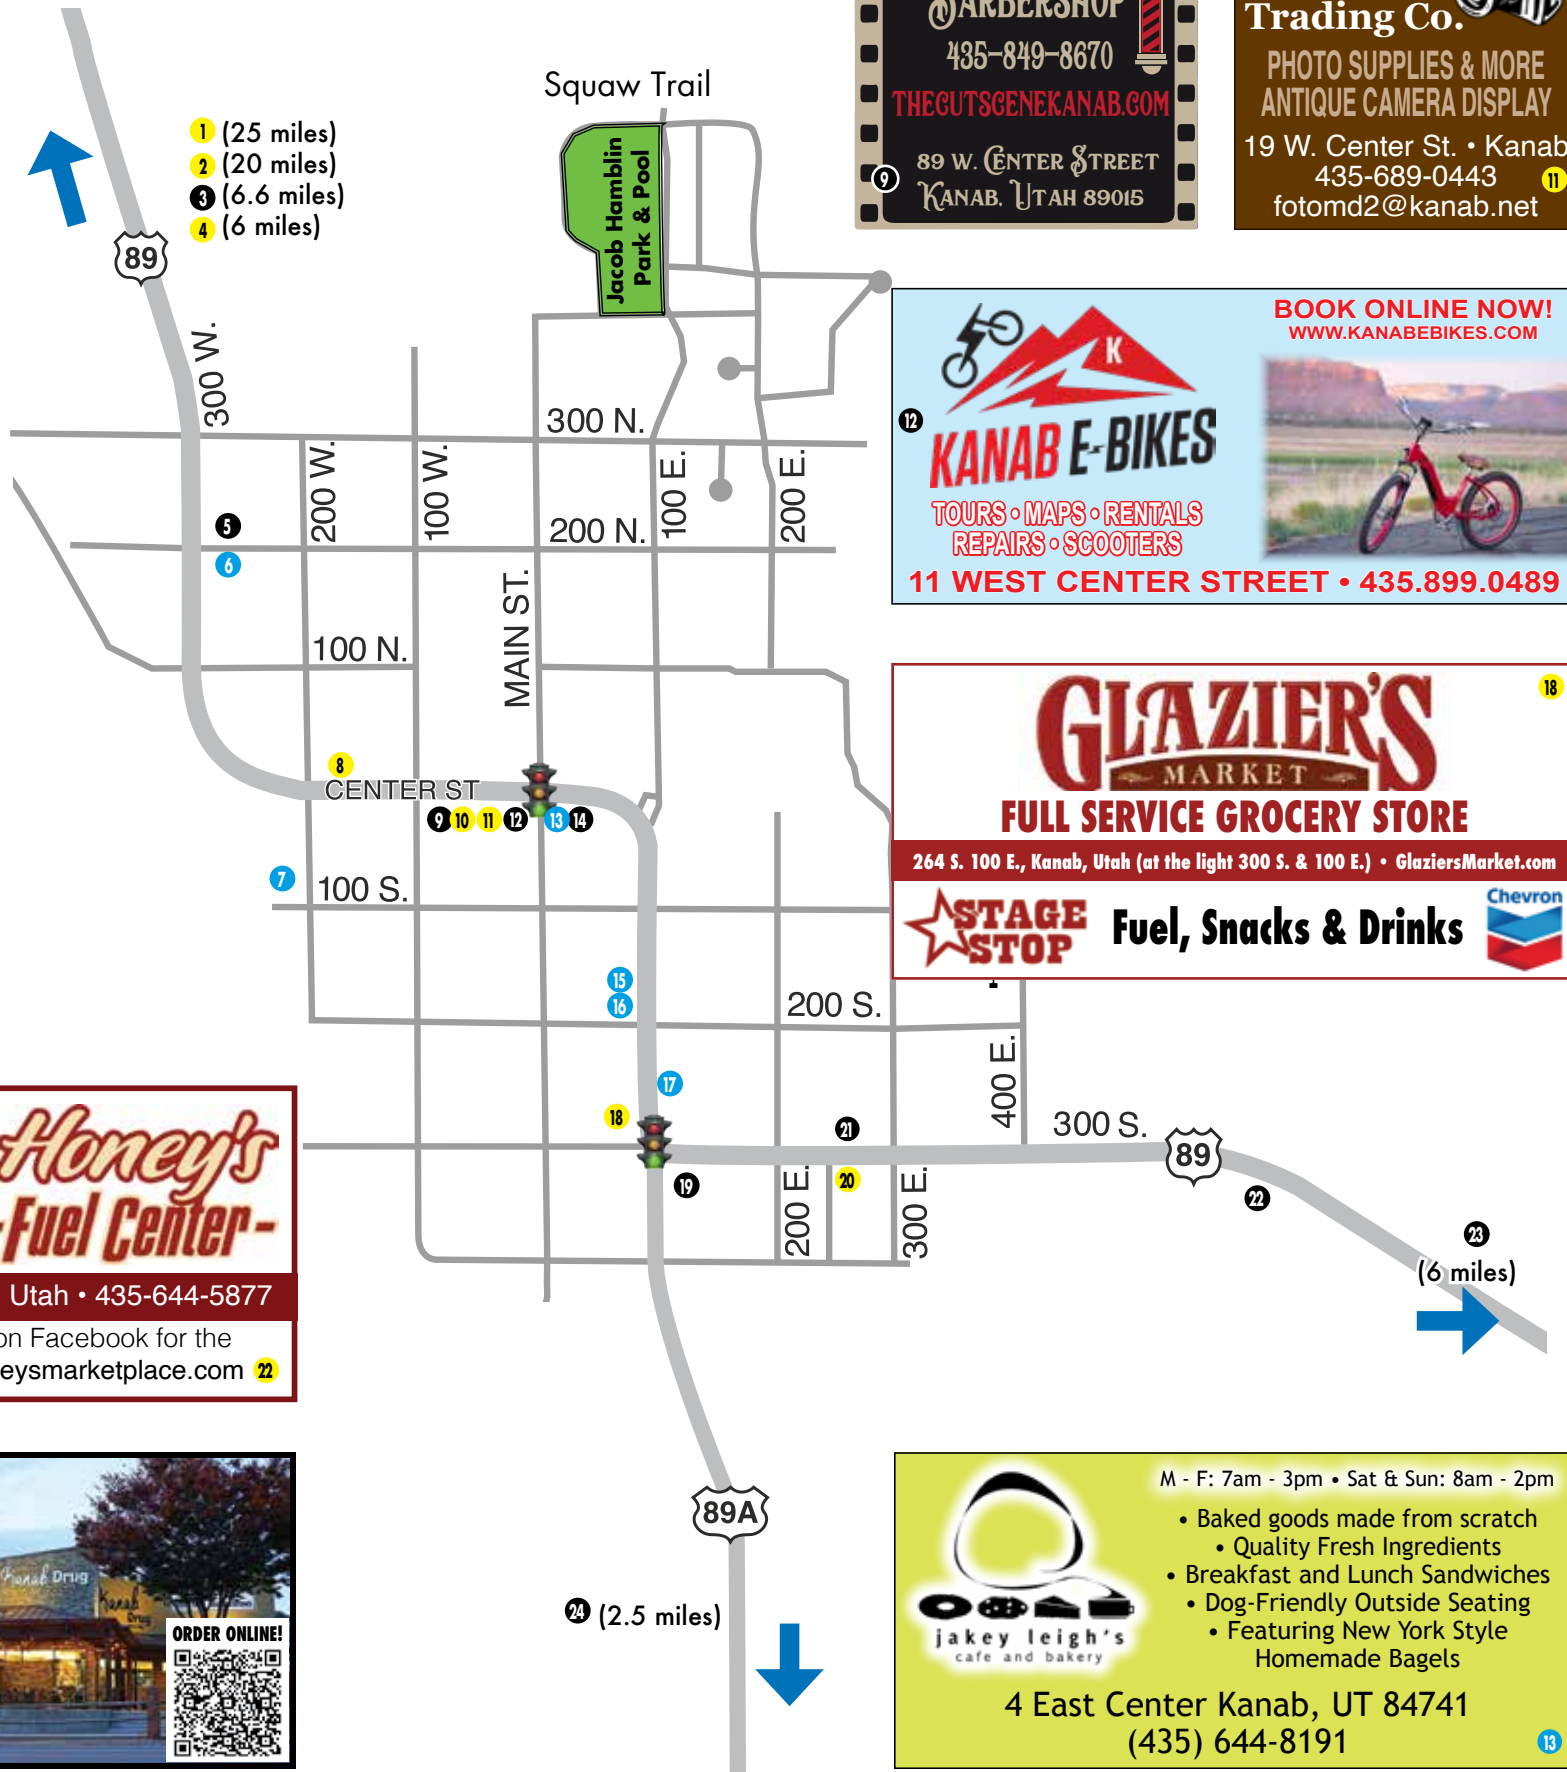 BARBERSHOP
435-849-8670
THECUTSCENEKANAB.COM
89 W. CENTER STREET
KANAB, UTAH 89015
9
Trading Co.
PHOTO SUPPLIES & MORE
ANTIQUE CAMERA DISPLAY
19 W. Center St. • Kanab
435-689-0443
11
fotomd2@kanab.net
Squaw Trail
Jacob Hamblin
Park & Pool
1 (25 miles)
2 (20 miles)
3 (6.6 miles)
4 (6 miles)
89
300 W.
300 N.
200 W.
100 W.
100 E.
200 E.
5
200 N.
6
MAIN ST.
100 N.
8
CENTER ST
9 10 11 12 13 14
7
100 S.
15
16
200 S.
17
18
400 E.
21
300 S.
89
19
20
200 E.
300 E.
22
23
(6 miles)
89A
24 (2.5 miles)
BOOK ONLINE NOW!
WWW.KANABEBIKES.COM
K
12
KANAB E-BIKES
TOURS • MAPS • RENTALS
REPAIRS • SCOOTERS
11 WEST CENTER STREET • 435.899.0489
18
GLAZIER'S
MARKET
FULL SERVICE GROCERY STORE
264 S. 100 E., Kanab, Utah (at the light 300 S. & 100 E.) • GlaziersMarket.com
STAGE
STOP
Fuel, Snacks & Drinks
Chevron
Honey's
-Fuel Center-
Utah • 435-644-5877
on Facebook for the
eysmarketplace.com 22
Kanab Drug
Kanab
Drug
ORDER ONLINE!
M - F: 7am - 3pm • Sat & Sun: 8am - 2pm
• Baked goods made from scratch
• Quality Fresh Ingredients
• Breakfast and Lunch Sandwiches
• Dog-Friendly Outside Seating
• Featuring New York Style
Homemade Bagels
jakey leigh's
cafe and bakery
4 East Center Kanab, UT 84741
(435) 644-8191
13